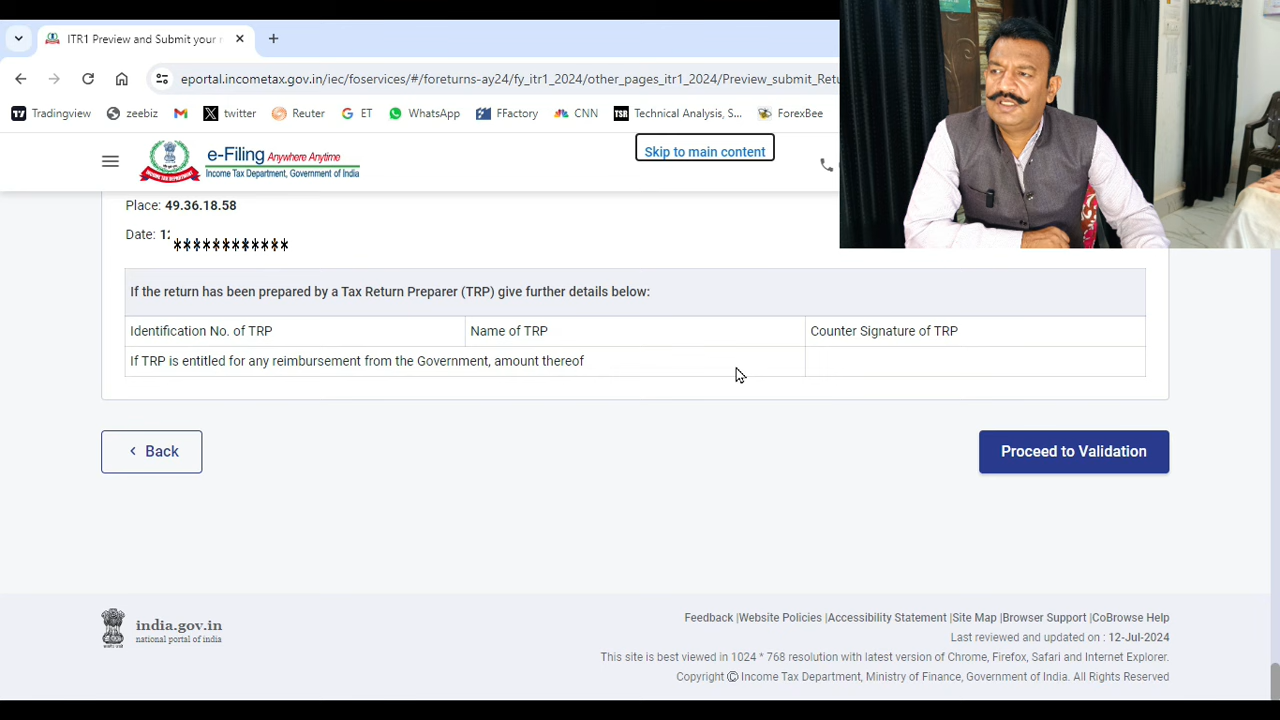 ITR1 Preview and Submit your
eportal.incometax.gov.in/iec/foservices/#/foreturns-ay24/fy_itr1_2024/other_pages_itr1_2024/Preview_submit_Retu
Tradingview zeebiz twitter Reuter ET WhatsApp FFactory CNN Technical Analysis, S... ForexBee
e-Filing Anywhere Anytime
Income Tax Department, Government of India
Skip to main content
Place: 49.36.18.58
Date: 12 ************
If the return has been prepared by a Tax Return Preparer (TRP) give further details below:
Identification No. of TRP Name of TRP Counter Signature of TRP
If TRP is entitled for any reimbursement from the Government, amount thereof
Back
Proceed to Validation
india.gov.in
national portal of india
Feedback |Website Policies |Accessibility Statement |Site Map |Browser Support |CoBrowse Help
Last reviewed and updated on : 12-Jul-2024
This site is best viewed in 1024 * 768 resolution with latest version of Chrome, Firefox, Safari and Internet Explorer.
Copyright © Income Tax Department, Ministry of Finance, Government of India. All Rights Reserved